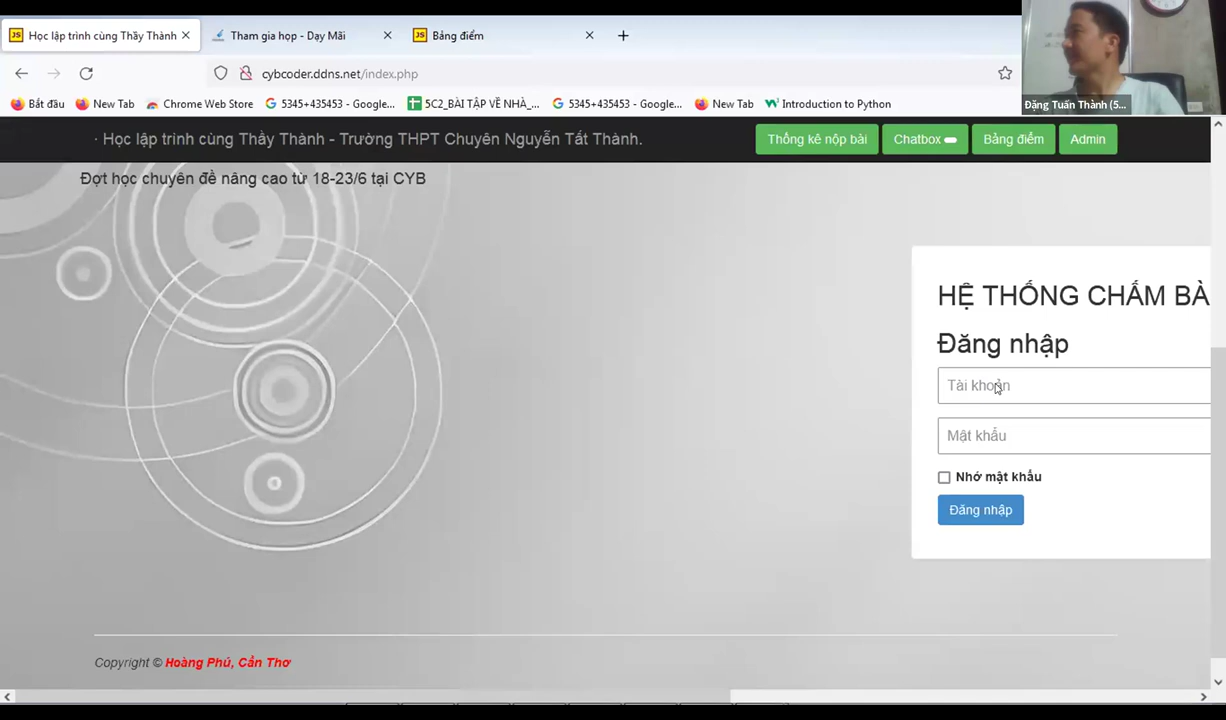 Học lập trình cùng Thầy Thành
Tham gia họp - Dạy Mãi
Bảng điểm
cybcoder.ddns.net/index.php
Bắt đầu
New Tab
Chrome Web Store
5345+435453 - Google...
5C2_BÀI TẬP VỀ NHÀ_...
5345+435453 - Google...
New Tab
Introduction to Python
Đặng Tuấn Thành (5...
· Học lập trình cùng Thầy Thành - Trường THPT Chuyên Nguyễn Tất Thành.
Thống kê nộp bài
Chatbox
Bảng điểm
Admin
Đợt học chuyên đề nâng cao từ 18-23/6 tại CYB
HỆ THỐNG CHẤM BÀ
Đăng nhập
Tài khoản
Mật khẩu
Nhớ mật khẩu
Đăng nhập
Copyright © Hoàng Phú, Cần Thơ